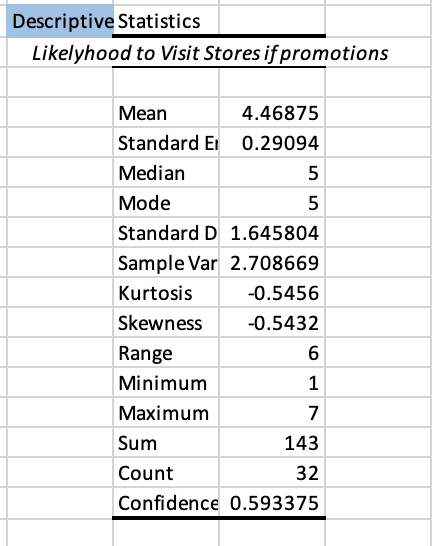 Descriptive Statistics
Likelyhood to Visit Stores if promotions
Mean 4.46875
Standard Er 0.29094
Median 5
Mode 5
Standard D 1.645804
Sample Var 2.708669
Kurtosis -0.5456
Skewness -0.5432
Range 6
Minimum 1
Maximum 7
Sum 143
Count 32
Confidence 0.593375